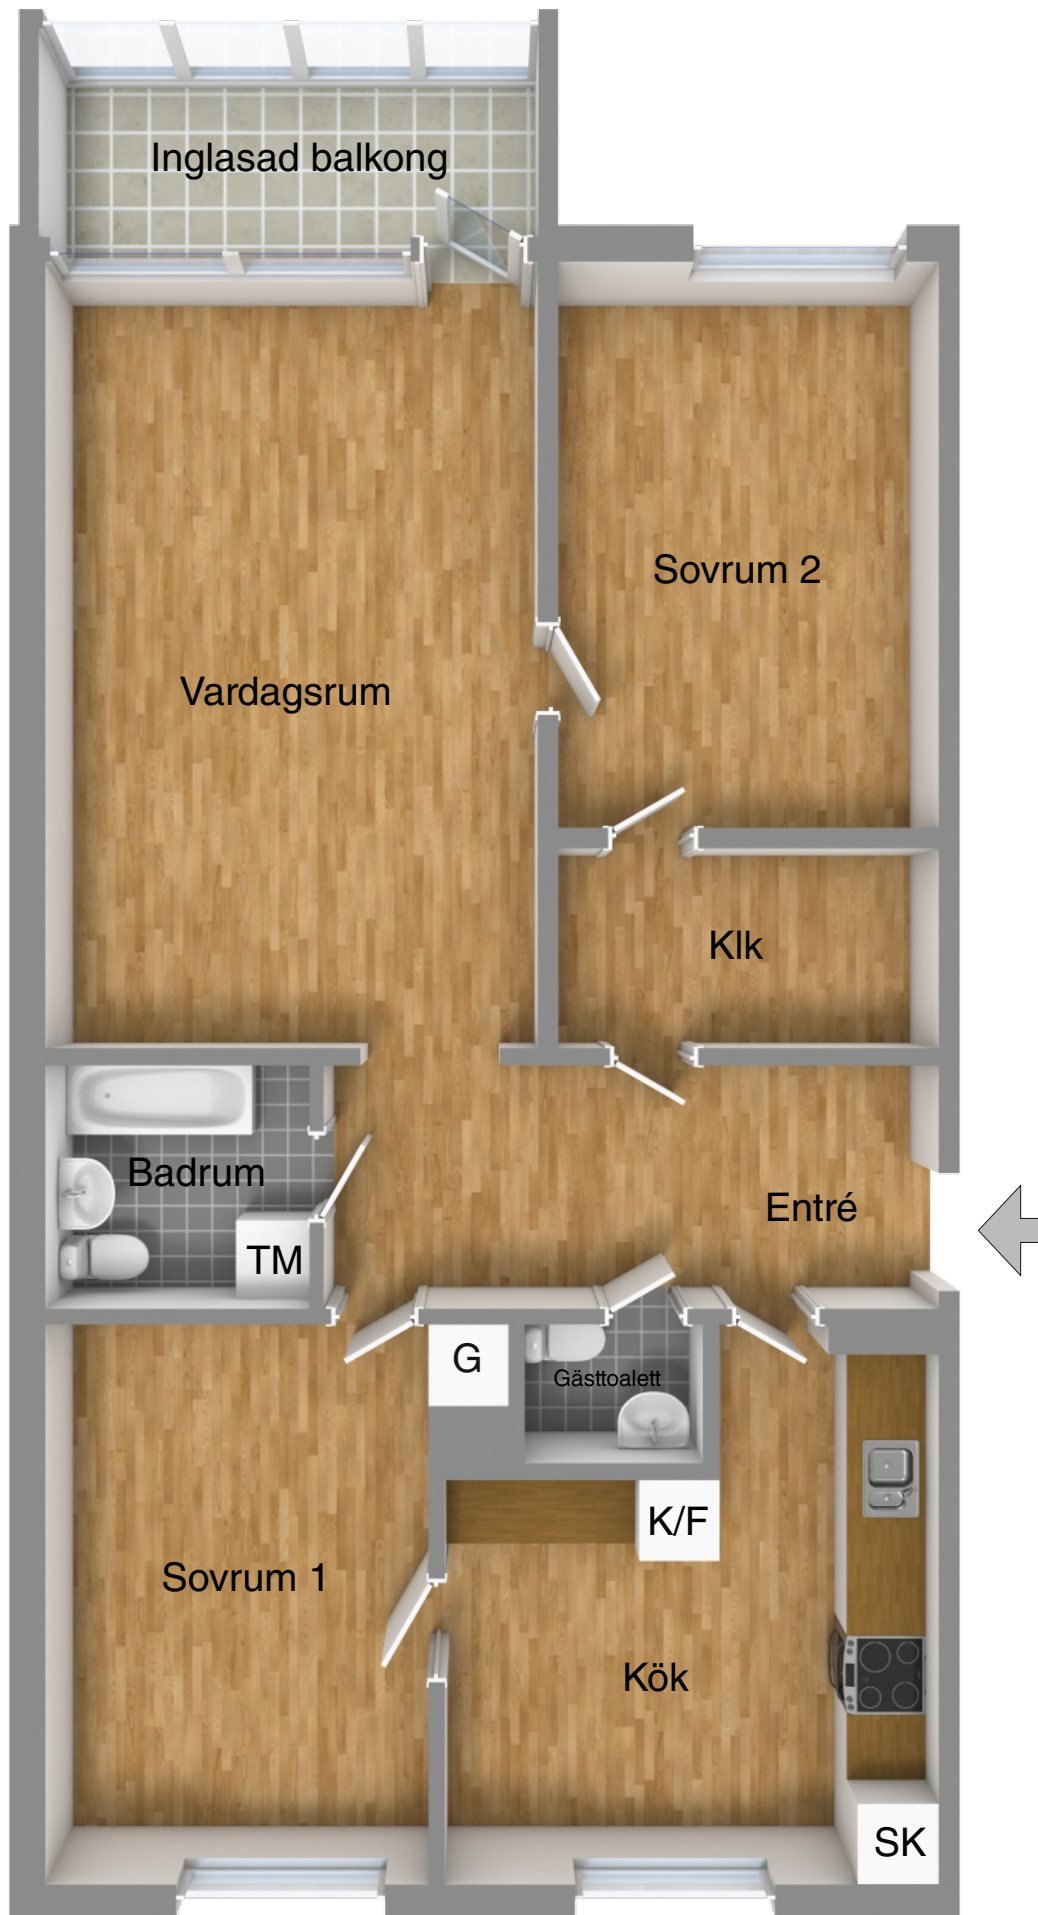 Inglasad balkong
Sovrum 2
Vardagsrum
Klk
Badrum
Entré
TM
G
Gästtoalett
K/F
Sovrum 1
Kök
SK